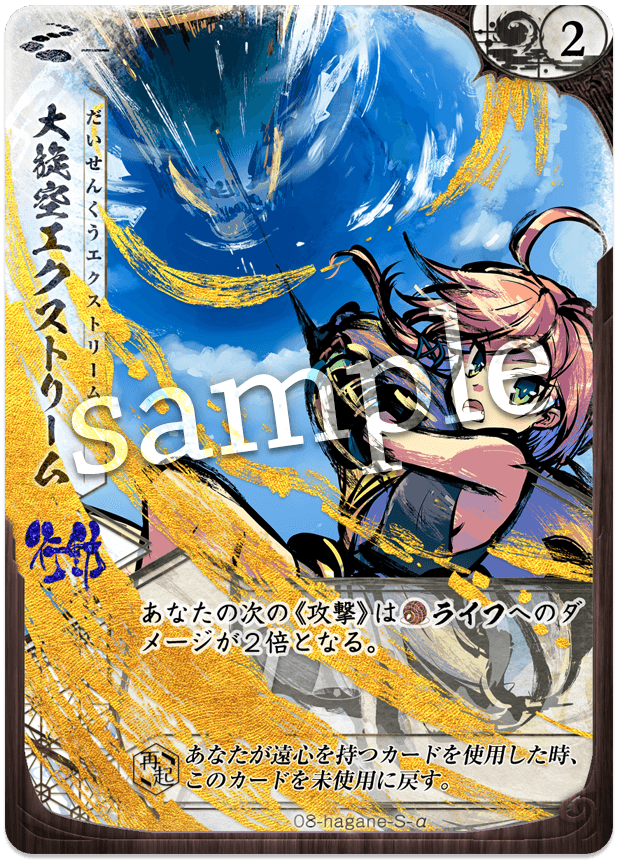 2
大旋空エクストリーム
だいせんくうエクストリーム
sample
行動
あなたの次の《攻撃》はライフへのダ
メージが2倍となる。
再起
あなたが遠心を持つカードを使用した時、
このカードを未使用に戻す。
08-hagane-S-α